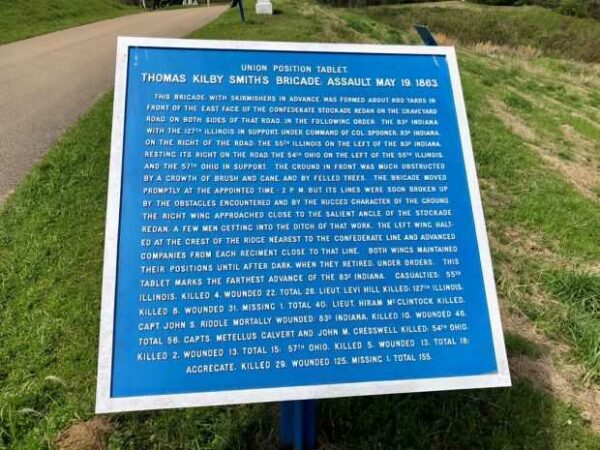 UNION POSITION TABLET.
THOMAS KILBY SMITH'S BRIGADE: ASSAULT, MAY 19, 1863.
THIS BRIGADE, WITH SKIRMISHERS IN ADVANCE WAS FORMED ABOUT 600 YARDS IN
FRONT OF THE EAST FACE OF THE CONFEDERATE STOCKADE REDAN ON THE GRAVEYARD
ROAD ON BOTH SIDES OF THAT ROAD, IN THE FOLLOWING ORDER: THE 83D INDIANA,
WITH THE 127TH ILLINOIS IN SUPPORT, UNDER COMMAND OF COL. SPOONER, 83D INDIANA,
ON THE RIGHT OF THE ROAD, THE 55TH ILLINOIS ON THE LEFT OF THE 83D INDIANA,
RESTING ITS RIGHT ON THE ROAD, THE 54TH OHIO ON THE LEFT OF THE 55TH ILLINOIS,
AND THE 57TH OHIO IN SUPPORT. THE GROUND IN FRONT WAS MUCH OBSTRUCTED
BY A GROWTH OF BRUSH AND CANE, AND BY FELLED TREES. THE BRIGADE MOVED
PROMPTLY AT THE APPOINTED TIME - 2 P.M. BUT ITS LINES WERE SOON BROKEN UP
BY THE OBSTACLES ENCOUNTERED AND BY THE RUGGED CHARACTER OF THE GROUND.
THE RIGHT WING APPROACHED CLOSE TO THE SALIENT ANGLE OF THE STOCKADE
REDAN, A FEW MEN GETTING INTO THE DITCH OF THAT WORK. THE LEFT WING HALT-
ED AT THE CREST OF THE RIDGE NEAREST TO THE CONFEDERATE LINE AND ADVANCED
COMPANIES FROM EACH REGIMENT CLOSE TO THAT LINE. BOTH WINGS MAINTAINED
THEIR POSITIONS UNTIL AFTER DARK, WHEN THEY RETIRED, UNDER ORDERS. THIS
TABLET MARKS THE FARTHEST ADVANCE OF THE 83D INDIANA. CASUALTIES: 55TH
ILLINOIS, KILLED 4, WOUNDED 22, TOTAL 26, LIEUT. LEVI HILL KILLED; 127TH ILLINOIS,
KILLED 8, WOUNDED 31, MISSING 1, TOTAL 40, LIEUT. HIRAM McCLINTOCK KILLED,
CAPT. JOHN S. RIDDLE MORTALLY WOUNDED; 83D INDIANA, KILLED 10, WOUNDED 46,
TOTAL 56, CAPTS. METELLUS CALVERT AND JOHN M. CRESSWELL KILLED; 54TH OHIO,
KILLED 2, WOUNDED 13, TOTAL 15; 57TH OHIO, KILLED 5, WOUNDED 13, TOTAL 18;
AGGREGATE, KILLED 29, WOUNDED 125, MISSING 1, TOTAL 155.